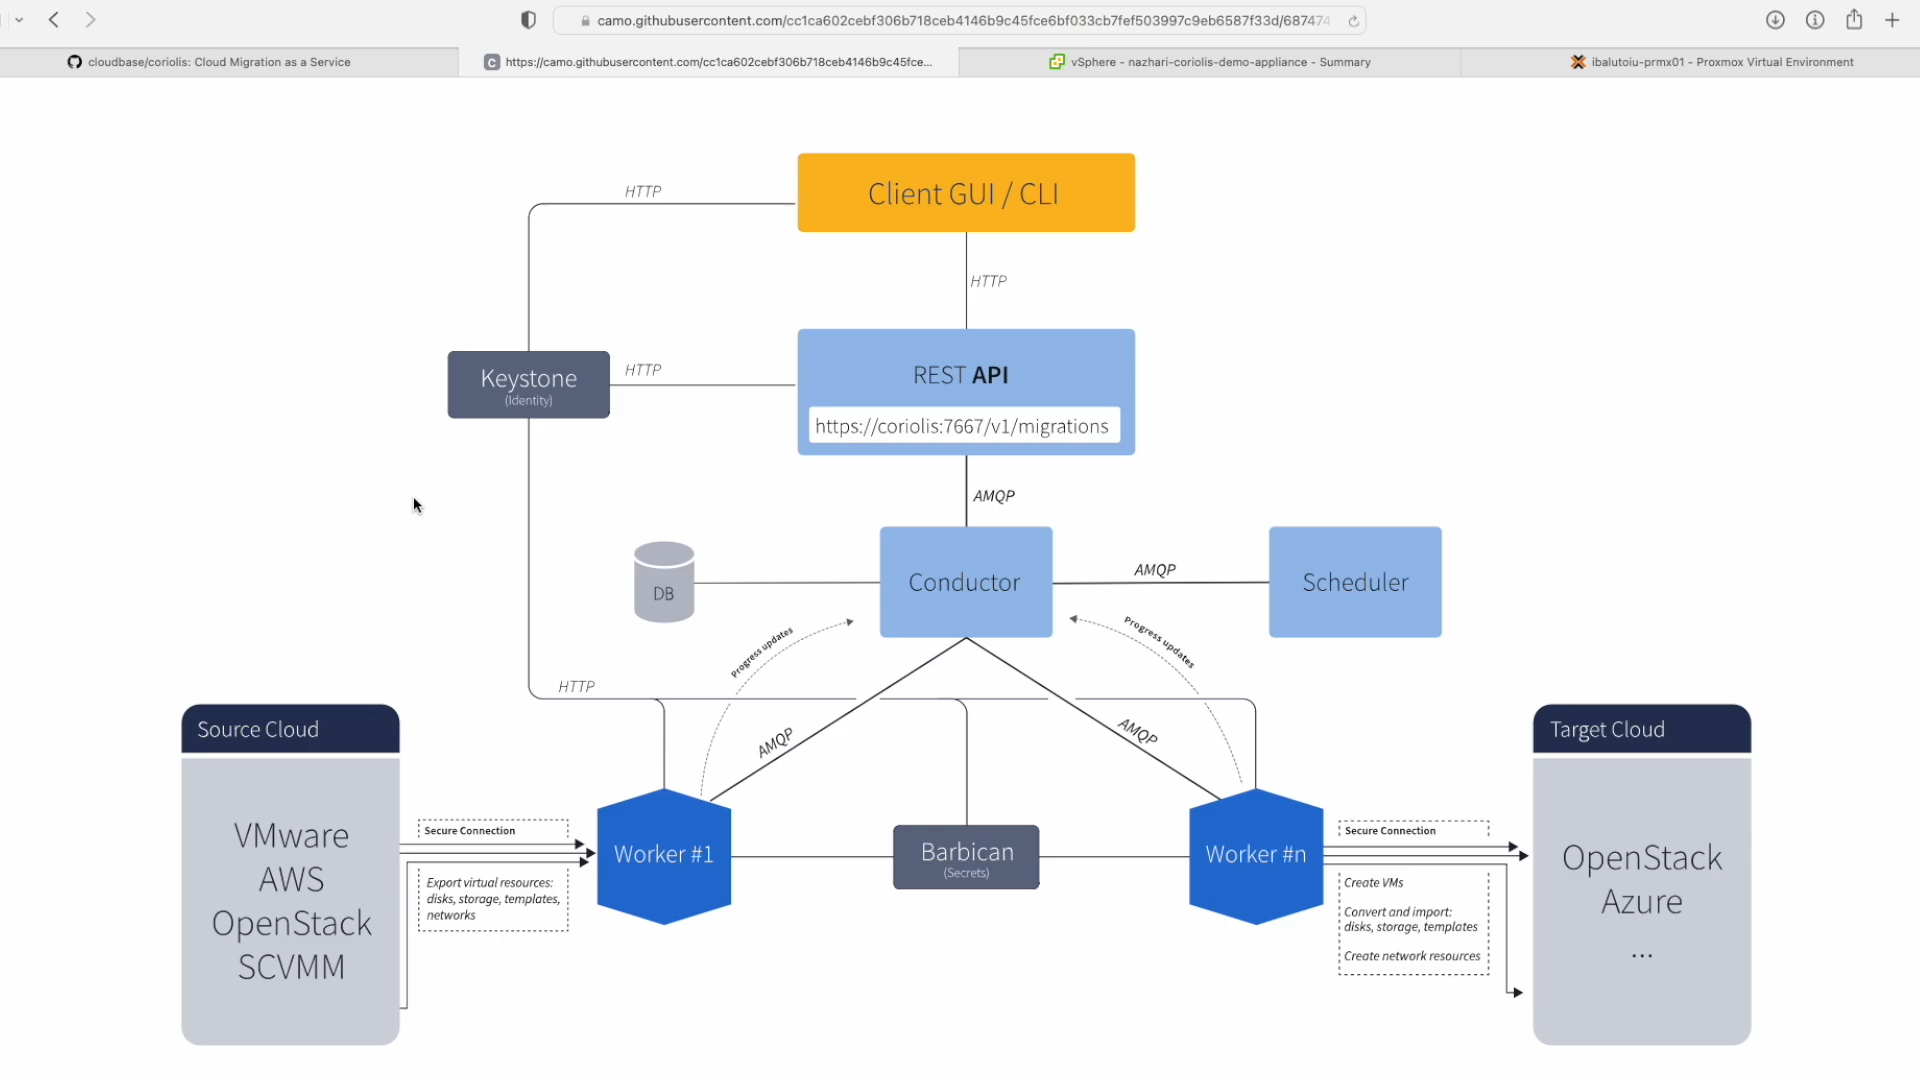 camo.githubusercontent.com/cc1ca602cebf306b718ceb4146b9c45fce6bf033cb7fef503997c9eb6587f33d/687474
cloudbase/coriolis: Cloud Migration as a Service
C https://camo.githubusercontent.com/cc1ca602cebf306b718ceb4146b9c45fce...
vSphere - nazhari-coriolis-demo-appliance - Summary
ibalutoiu-prmx01 - Proxmox Virtual Environment
Client GUI / CLI
HTTP
HTTP
Keystone
(Identity)
HTTP
REST API
https://coriolis:7667/v1/migrations
AMQP
DB
Conductor
AMQP
Scheduler
Progress updates
Progress updates
HTTP
AMQP
AMQP
Source Cloud
VMware
AWS
OpenStack
SCVMM
Secure Connection
Export virtual resources:
disks, storage, templates,
networks
Worker #1
Barbican
(Secrets)
Worker #n
Secure Connection
Create VMs
Convert and import:
disks, storage, templates
Create network resources
Target Cloud
OpenStack
Azure
...